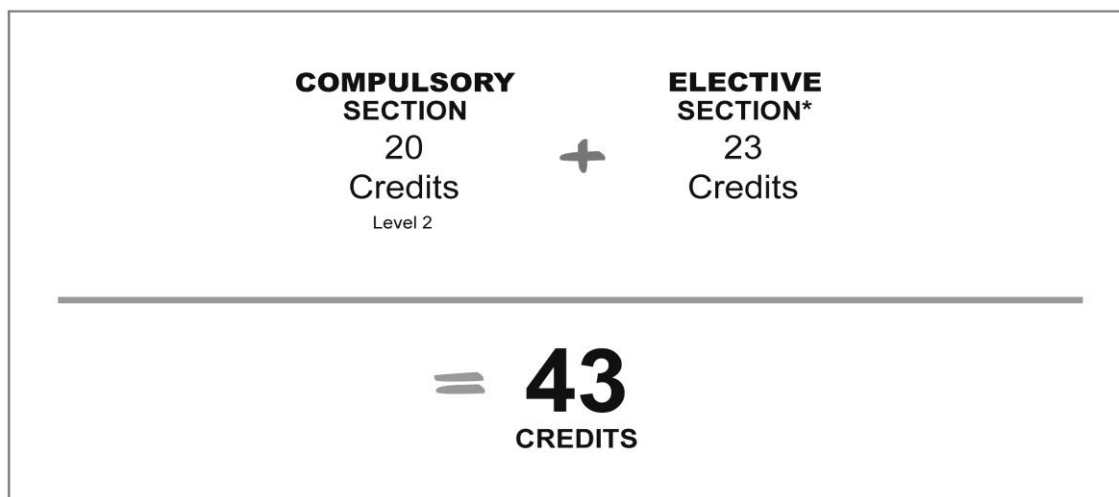 COMPULSORY
SECTION
20
Credits
Level 2
+
ELECTIVE
SECTION*
23
Credits
= 43
CREDITS